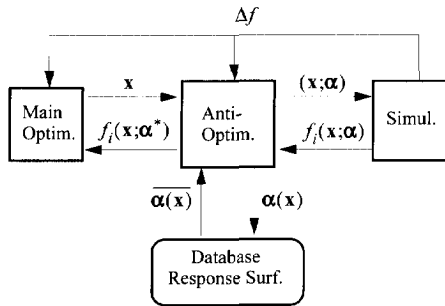 Δf
x
(x;α)
Main
Optim.
Anti-
Optim.
Simul.
f_i(x;α*)
f_i(x;α)
α(x)‾
α(x)
Database
Response Surf.